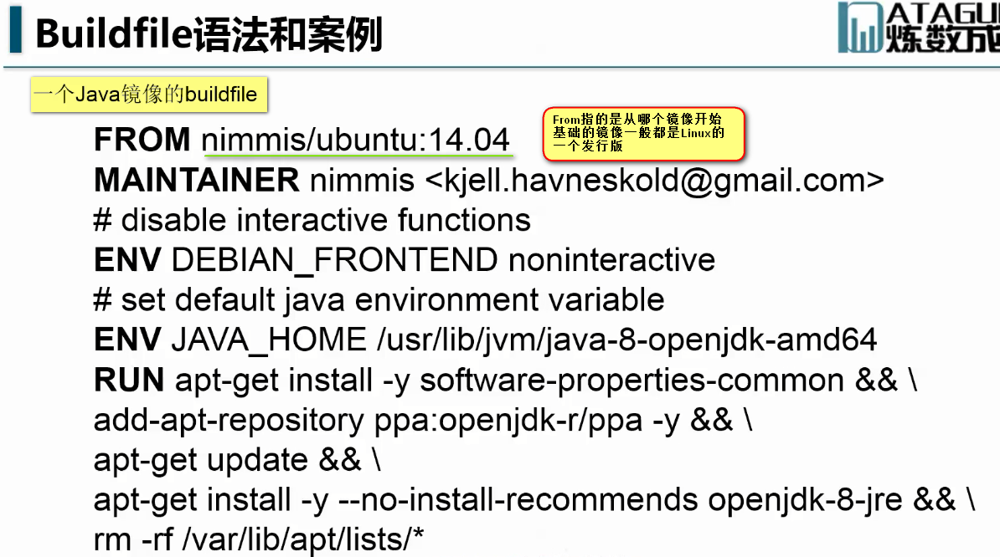 Buildfile语法和案例
ATAGU
炼数成
一个Java镜像的buildfile
FROM nimmis/ubuntu:14.04
From指的是从哪个镜像开始
基础的镜像一般都是Linux的
一个发行版
MAINTAINER nimmis <kjell.havneskold@gmail.com>
# disable interactive functions
ENV DEBIAN_FRONTEND noninteractive
# set default java environment variable
ENV JAVA_HOME /usr/lib/jvm/java-8-openjdk-amd64
RUN apt-get install -y software-properties-common && \
add-apt-repository ppa:openjdk-r/ppa -y && \
apt-get update && \
apt-get install -y --no-install-recommends openjdk-8-jre && \
rm -rf /var/lib/apt/lists/*